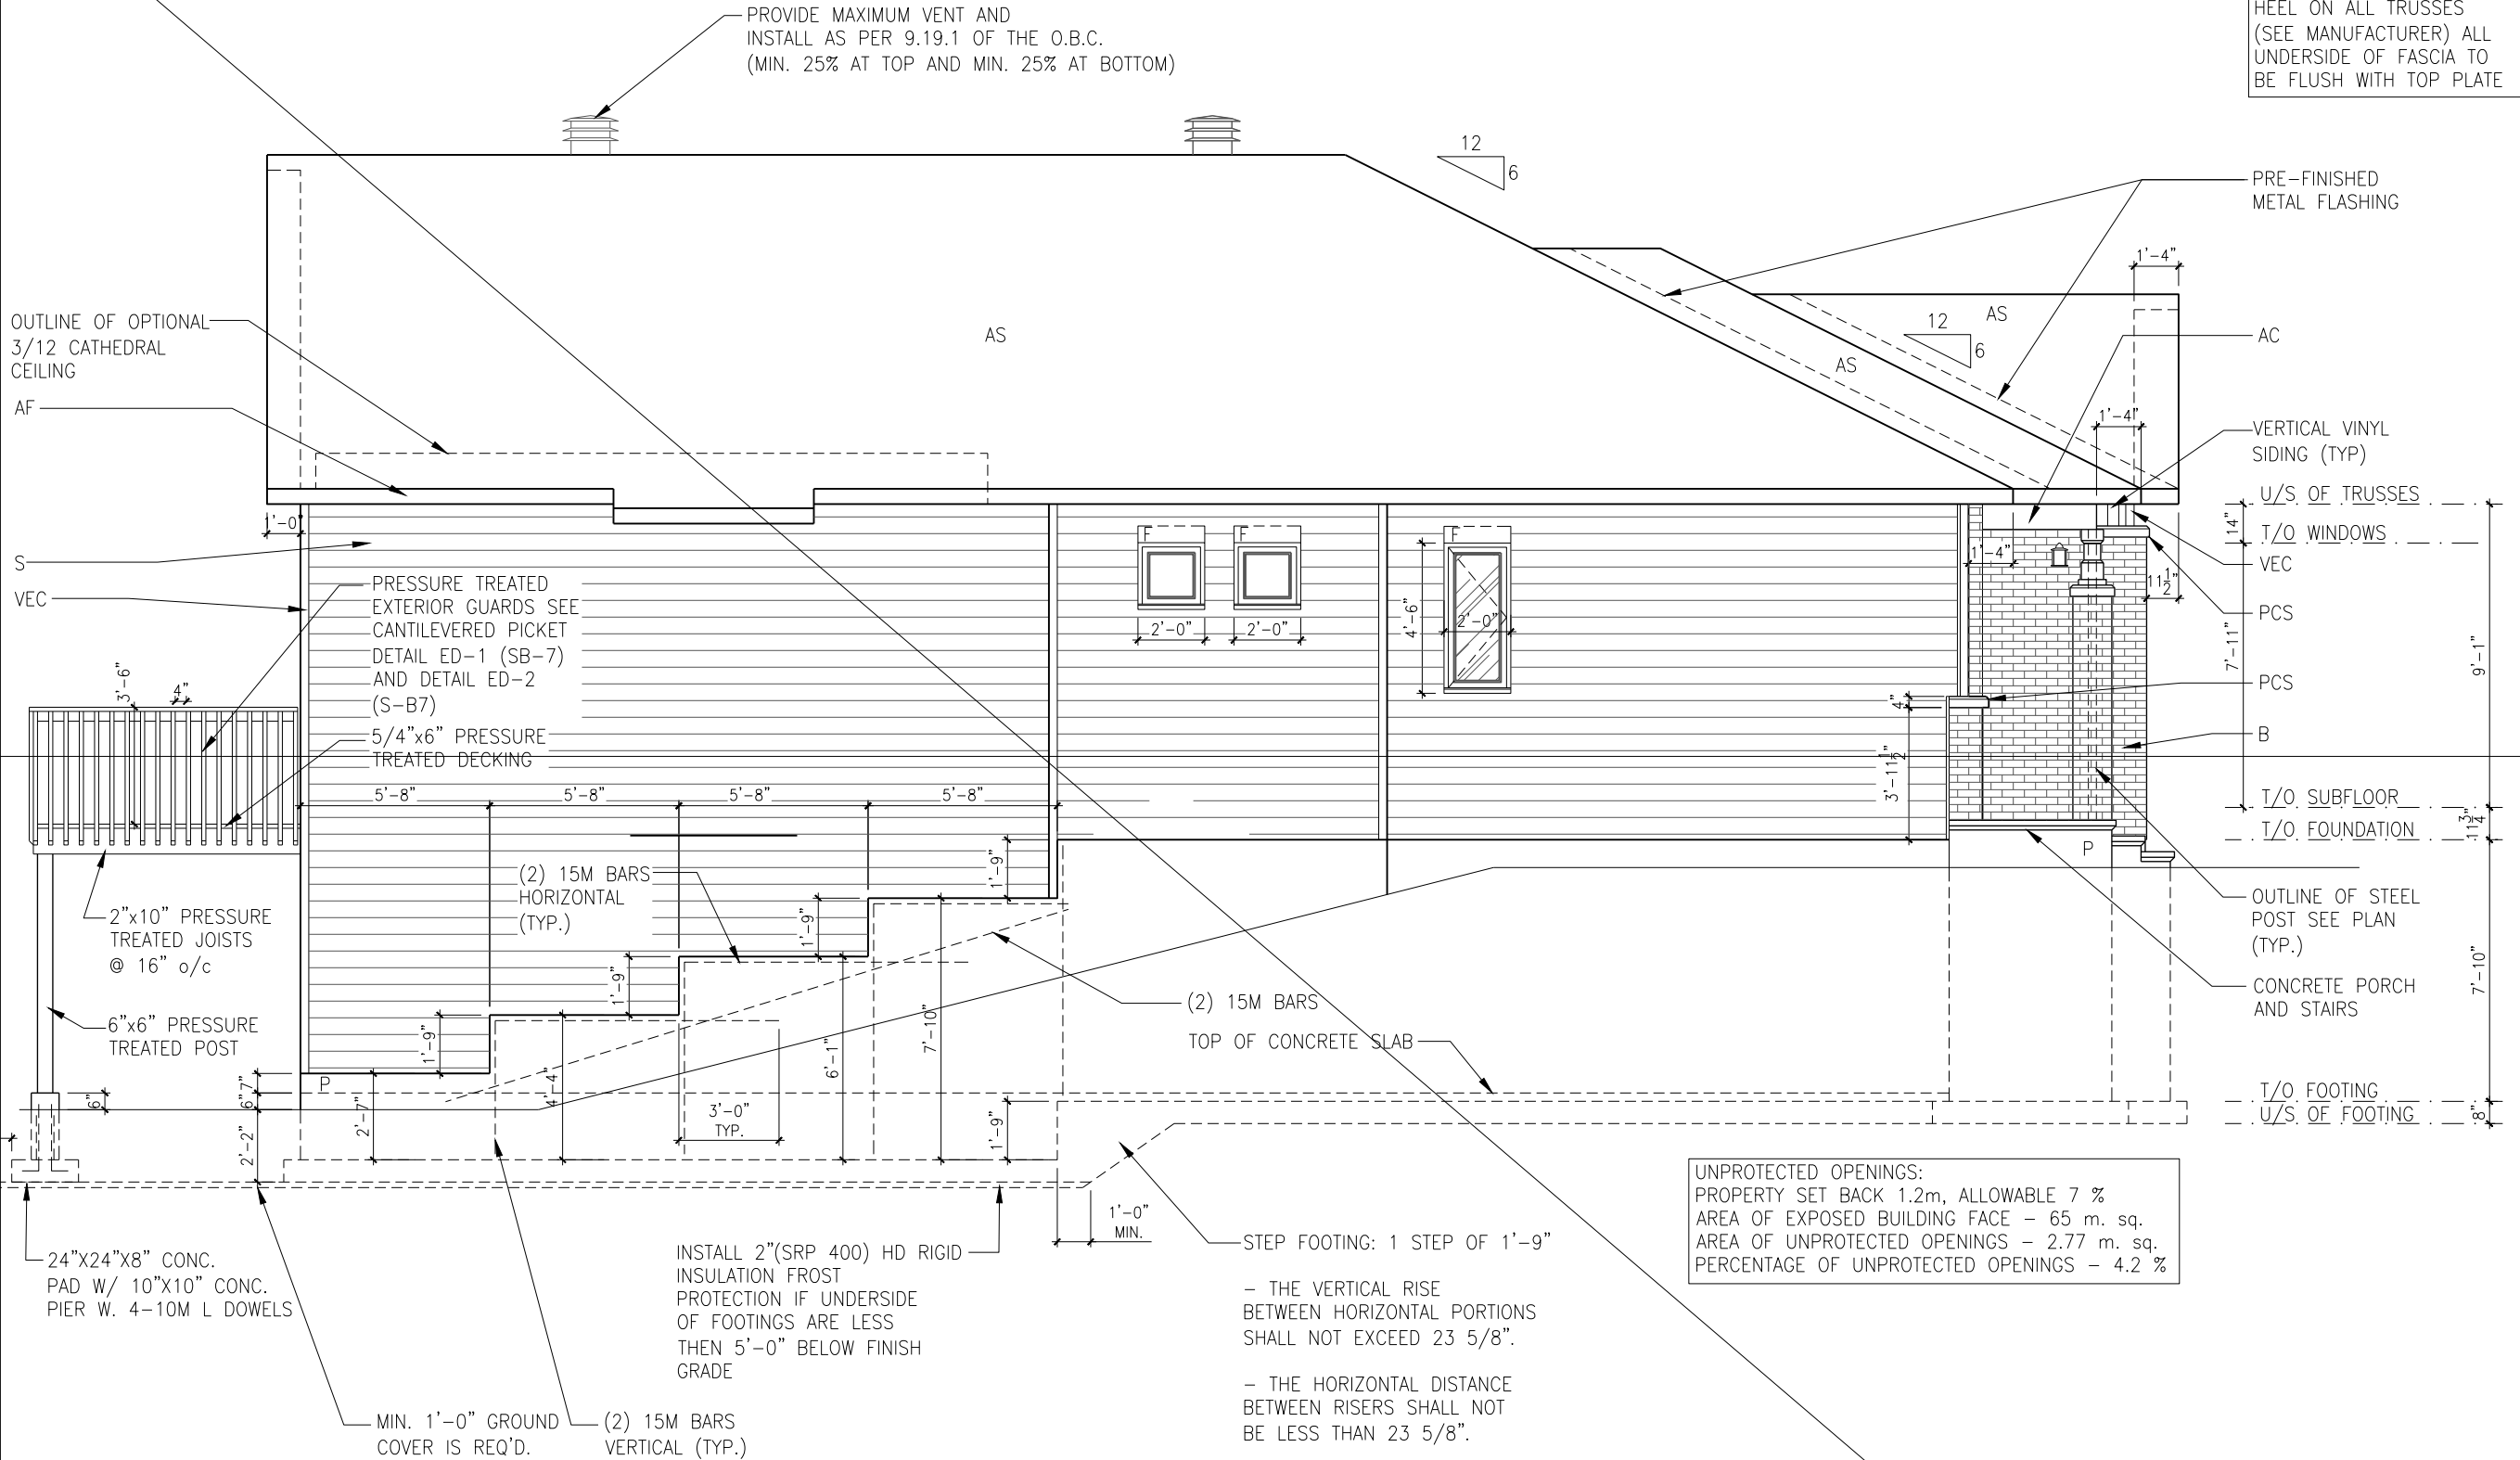 PROVIDE MAXIMUM VENT AND
INSTALL AS PER 9.19.1 OF THE O.B.C.
(MIN. 25% AT TOP AND MIN. 25% AT BOTTOM)
HEEL ON ALL TRUSSES
(SEE MANUFACTURER) ALL
UNDERSIDE OF FASCIA TO
BE FLUSH WITH TOP PLATE
12
6
PRE-FINISHED
METAL FLASHING
1'-4"
OUTLINE OF OPTIONAL
3/12 CATHEDRAL
CEILING
AF
AS
12
6
AS
AS
AC
1'-4"
VERTICAL VINYL
SIDING (TYP)
U/S OF TRUSSES
T/O WINDOWS
14"
1'-0"
S
VEC
F
F
F
1'-4"
11 1/2"
VEC
PCS
PCS
B
PRESSURE TREATED
EXTERIOR GUARDS SEE
CANTILEVERED PICKET
DETAIL ED-1 (SB-7)
AND DETAIL ED-2
(S-B7)
5/4"x6" PRESSURE
TREATED DECKING
2'-0"
2'-0"
4'-6"
2'-0"
7'-11"
9'-1"
3'-6"
4"
4"
3'-11 1/2"
5'-8"
5'-8"
5'-8"
5'-8"
T/O SUBFLOOR
T/O FOUNDATION
11 3/4"
P
(2) 15M BARS
HORIZONTAL
(TYP.)
1'-9"
1'-9"
1'-9"
1'-9"
2"x10" PRESSURE
TREATED JOISTS
@ 16" o/c
6"x6" PRESSURE
TREATED POST
OUTLINE OF STEEL
POST SEE PLAN
(TYP.)
CONCRETE PORCH
AND STAIRS
7'-10"
(2) 15M BARS
TOP OF CONCRETE SLAB
7'-10"
6'-1"
4'-4"
2'-7"
P
6"
7"
6"
2'-2"
3'-0"
TYP.
1'-9"
T/O FOOTING
U/S OF FOOTING
8"
1'-0"
MIN.
24"X24"X8" CONC.
PAD W/ 10"X10" CONC.
PIER W. 4-10M L DOWELS
INSTALL 2"(SRP 400) HD RIGID
INSULATION FROST
PROTECTION IF UNDERSIDE
OF FOOTINGS ARE LESS
THEN 5'-0" BELOW FINISH
GRADE
STEP FOOTING: 1 STEP OF 1'-9"
- THE VERTICAL RISE
BETWEEN HORIZONTAL PORTIONS
SHALL NOT EXCEED 23 5/8".
- THE HORIZONTAL DISTANCE
BETWEEN RISERS SHALL NOT
BE LESS THAN 23 5/8".
UNPROTECTED OPENINGS:
PROPERTY SET BACK 1.2m, ALLOWABLE 7 %
AREA OF EXPOSED BUILDING FACE - 65 m. sq.
AREA OF UNPROTECTED OPENINGS - 2.77 m. sq.
PERCENTAGE OF UNPROTECTED OPENINGS - 4.2 %
MIN. 1'-0" GROUND
COVER IS REQ'D.
(2) 15M BARS
VERTICAL (TYP.)